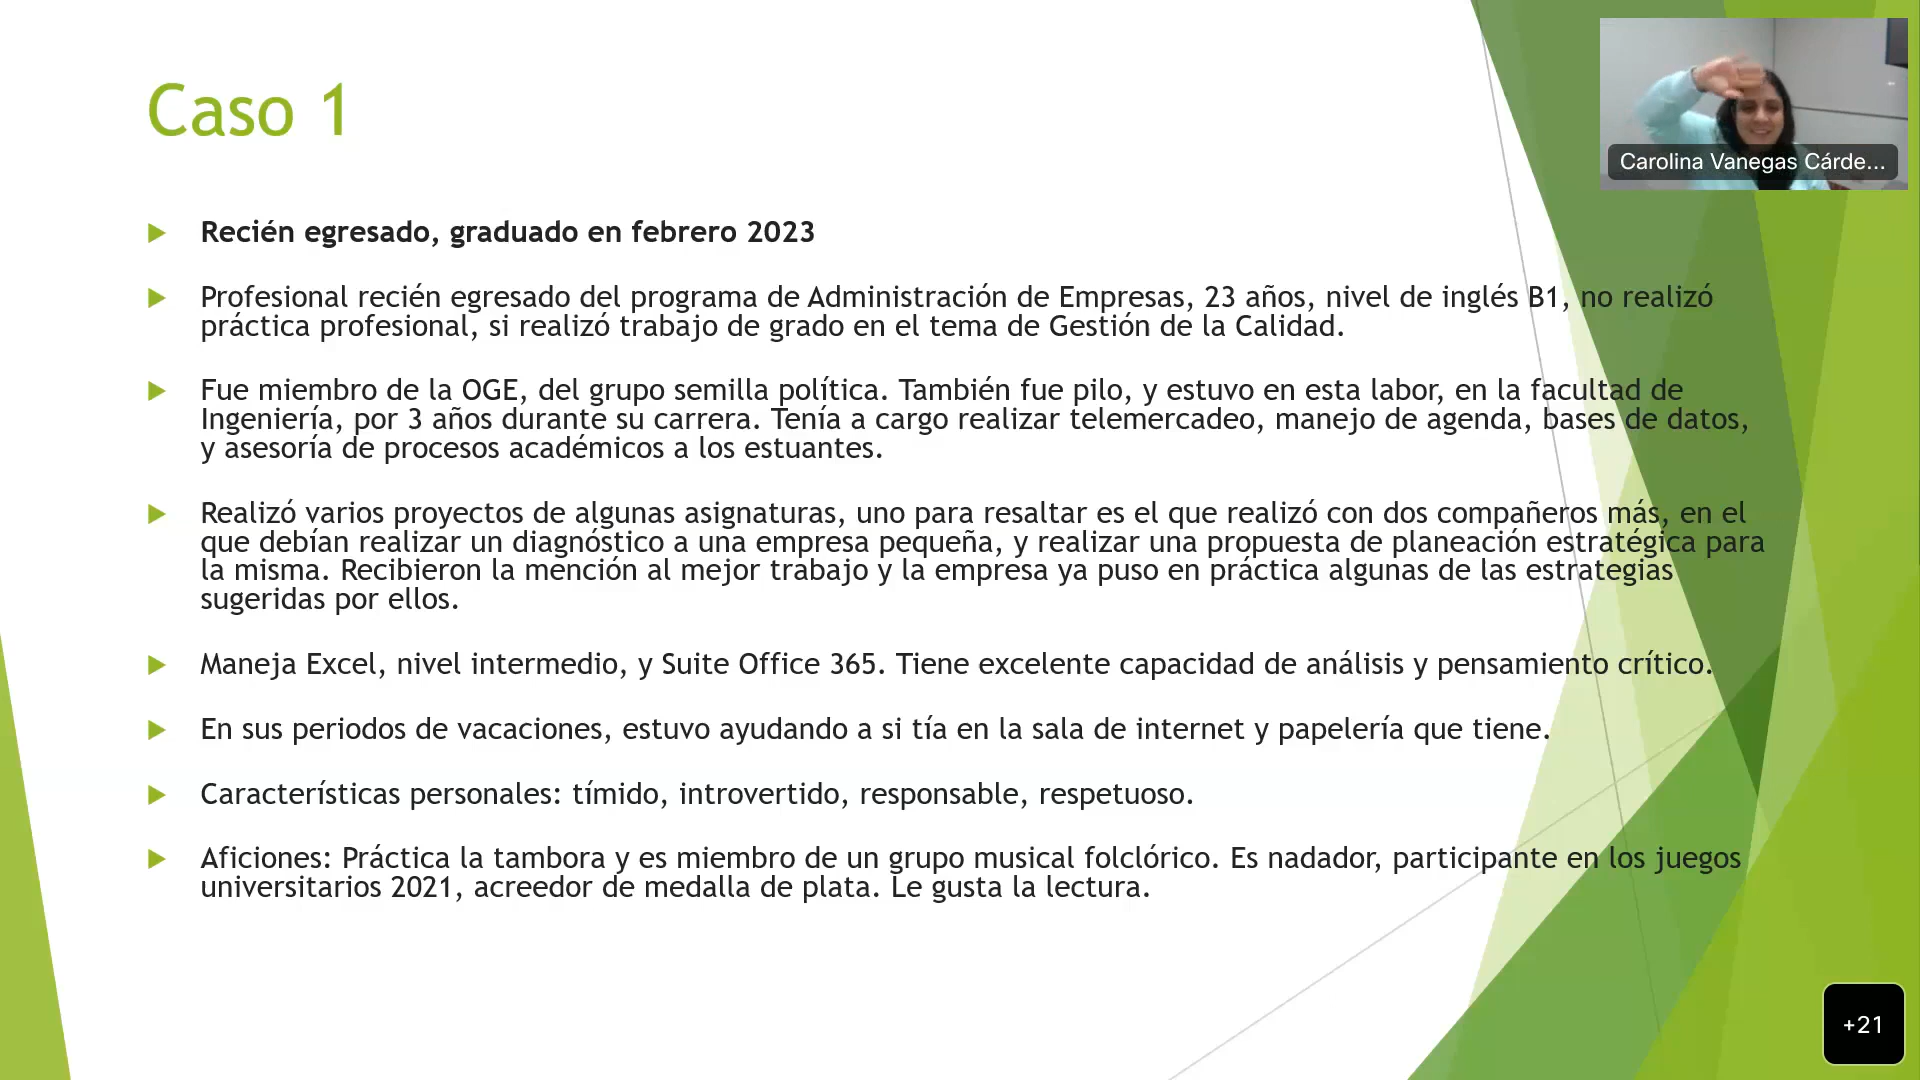 Caso 1
Carolina Vanegas Cárde...
Recién egresado, graduado en febrero 2023
Profesional recién egresado del programa de Administración de Empresas, 23 años, nivel de inglés B1, no realizó
práctica profesional, si realizó trabajo de grado en el tema de Gestión de la Calidad.
Fue miembro de la OGE, del grupo semilla política. También fue pilo, y estuvo en esta labor, en la facultad de
Ingeniería, por 3 años durante su carrera. Tenía a cargo realizar telemercadeo, manejo de agenda, bases de datos,
y asesoría de procesos académicos a los estuantes.
Realizó varios proyectos de algunas asignaturas, uno para resaltar es el que realizó con dos compañeros más, en el
que debían realizar un diagnóstico a una empresa pequeña, y realizar una propuesta de planeación estratégica para
la misma. Recibieron la mención al mejor trabajo y la empresa ya puso en práctica algunas de las estrategias
sugeridas por ellos.
Maneja Excel, nivel intermedio, y Suite Office 365. Tiene excelente capacidad de análisis y pensamiento crítico.
En sus periodos de vacaciones, estuvo ayudando a si tía en la sala de internet y papelería que tiene.
Características personales: tímido, introvertido, responsable, respetuoso.
Aficiones: Práctica la tambora y es miembro de un grupo musical folclórico. Es nadador, participante en los juegos
universitarios 2021, acreedor de medalla de plata. Le gusta la lectura.
+21